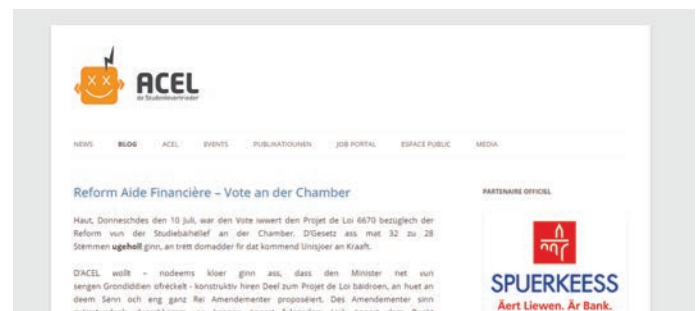 ACEL
de Studentevertrieder
NEWS BLOG ACEL EVENTS PUBLIKATIOUNEN JOB PORTAL ESPACE PUBLIC MEDIA
Reform Aide Financière – Vote an der Chamber
PARTENAIRE OFFICIEL
Haut, Donneschdes den 10 Juli, war den Vote iwwert den Projet de Loi 6670 bezüglech der
Reform vun der Studiebäihëllef an der Chamber. D'Gesetz ass mat 32 zu 28
Stëmmen ugeholl ginn, an trëtt domadder fir dat kommend Unisjoer an Kraaft.
D'ACEL wollt – nodeems kloer ginn ass, dass den Minister net vun
sengen Grondiddien ofréckelt - konstruktiv hiren Deel zum Projet de Loi bäidroen, an huet an
deem Sënn och eng ganz Rei Amendementer proposéiert. Dës Amendementer sinn
SPUERKEESS
Äert Liewen. Är Bank.